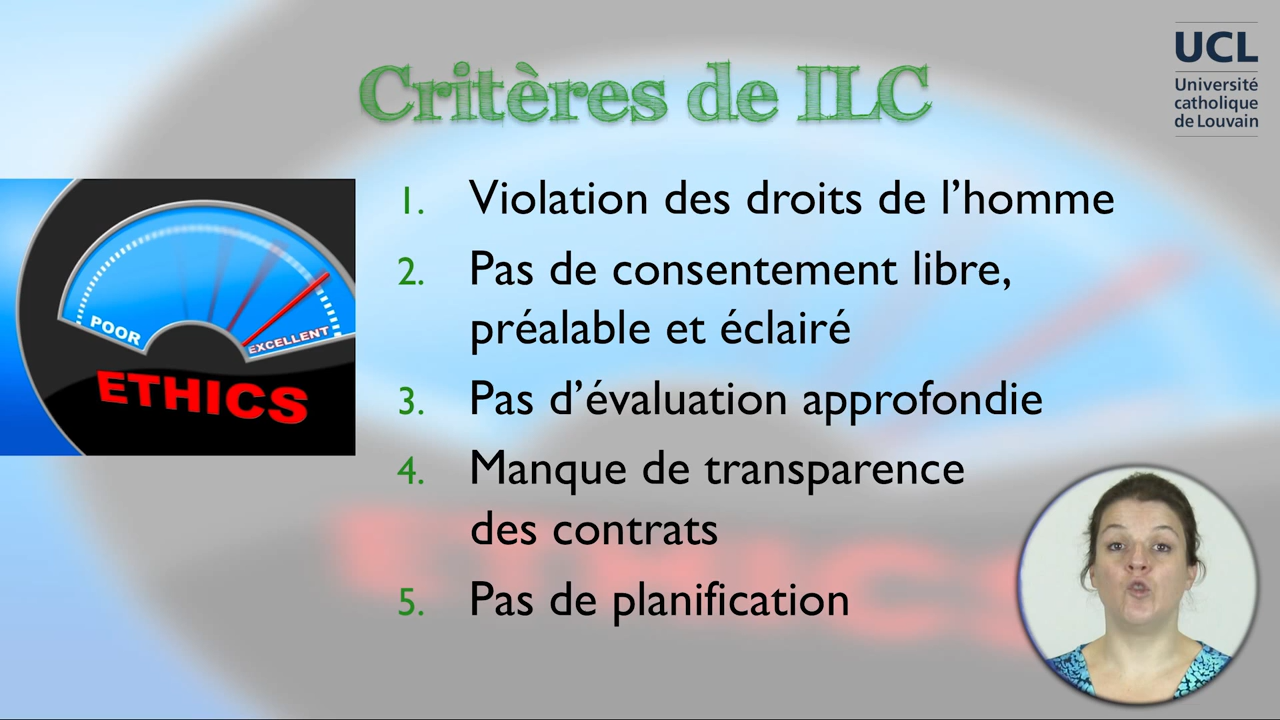 Critères de ILC
UCL
Université
catholique
de Louvain
POOR
EXCELLENT
ETHICS
1. Violation des droits de l’homme
2. Pas de consentement libre,
préalable et éclairé
3. Pas d’évaluation approfondie
4. Manque de transparence
des contrats
5. Pas de planification